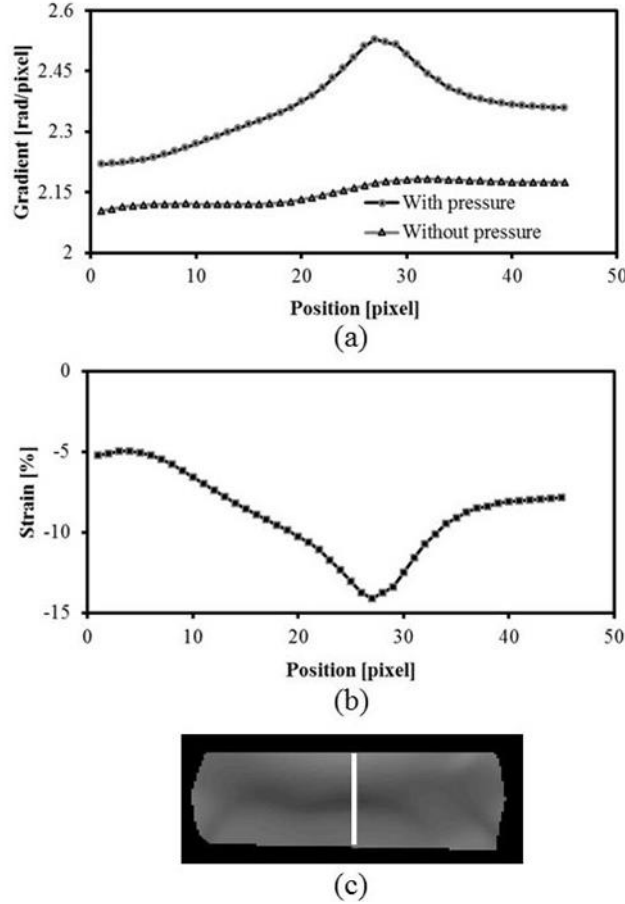 2.6
2.45
2.3
2.15
2
Gradient [rad/pixel]
With pressure
Without pressure
0 10 20 30 40 50
Position [pixel]
(a)
0
-5
-10
-15
Strain [%]
0 10 20 30 40 50
Position [pixel]
(b)
(c)